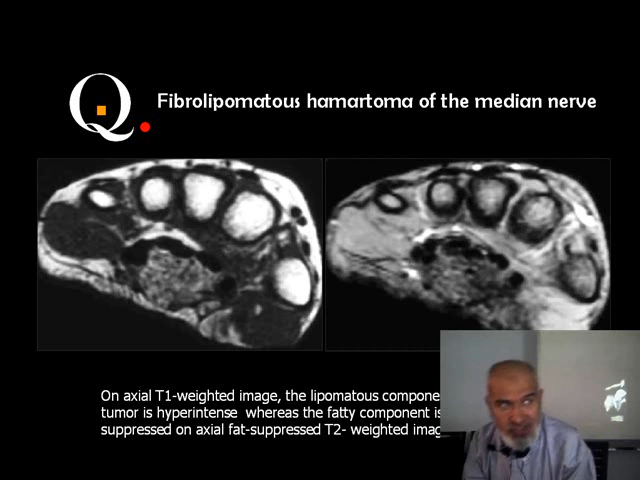 Q.
Fibrolipomatous hamartoma of the median nerve
On axial T1-weighted image, the lipomatous compone
tumor is hyperintense whereas the fatty component is
suppressed on axial fat-suppressed T2- weighted imag